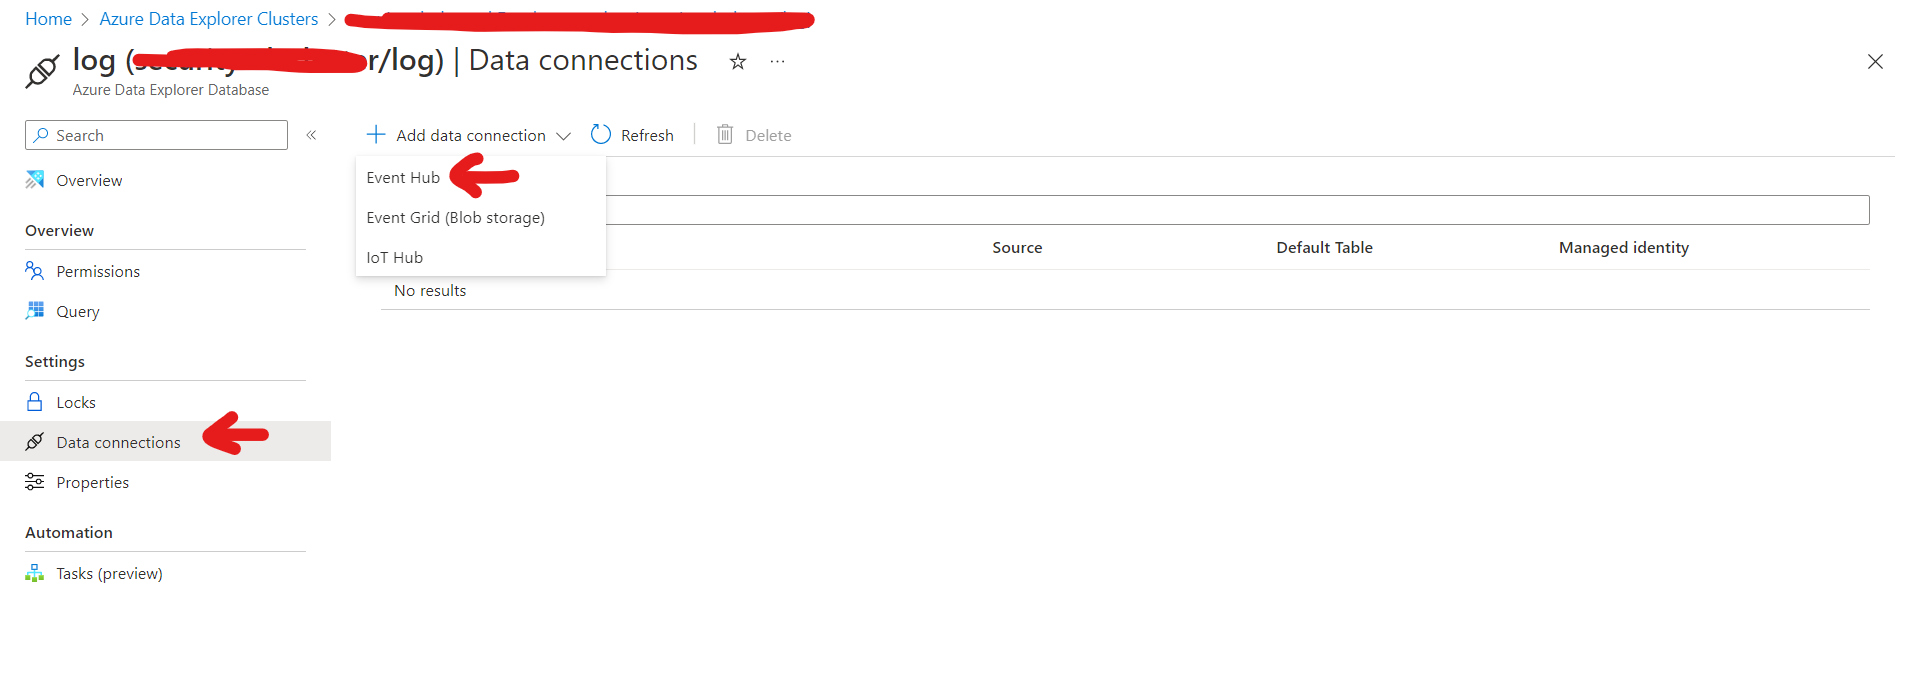 Home > Azure Data Explorer Clusters >
log ( r/log) | Data connections ☆ ···
Azure Data Explorer Database
Search «
+ Add data connection Refresh | Delete
Overview
Event Hub
Event Grid (Blob storage)
IoT Hub
Source Default Table Managed identity
No results
Overview
Permissions
Query
Settings
Locks
Data connections
Properties
Automation
Tasks (preview)